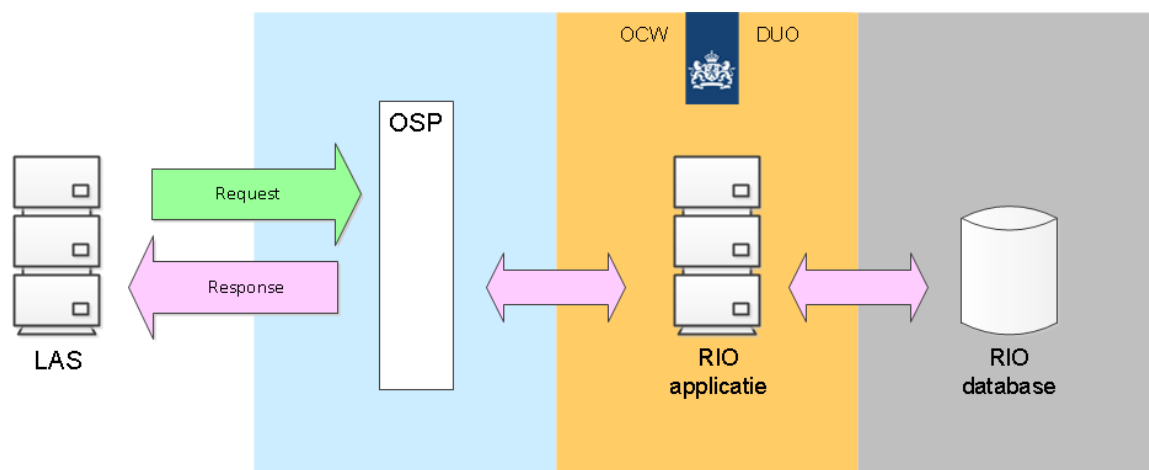 OCW DUO
OSP
Request
Response
LAS
RIO
applicatie
RIO
database